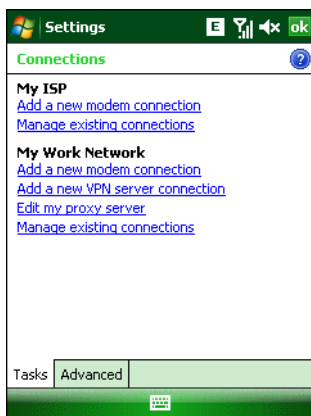 Settings
E
ok
Connections
?
My ISP
Add a new modem connection
Manage existing connections
My Work Network
Add a new modem connection
Add a new VPN server connection
Edit my proxy server
Manage existing connections
Tasks Advanced